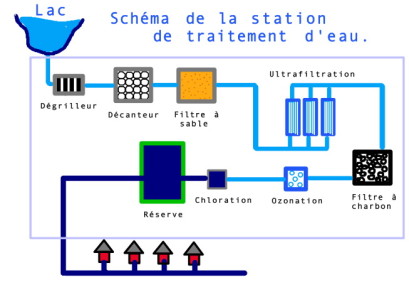 Lac
Schéma de la station
de traitement d'eau.
Ultrafiltration
Dégrilleur
Décanteur
Filtre à
sable
Réserve
Chloration
Ozonation
Filtre à
charbon